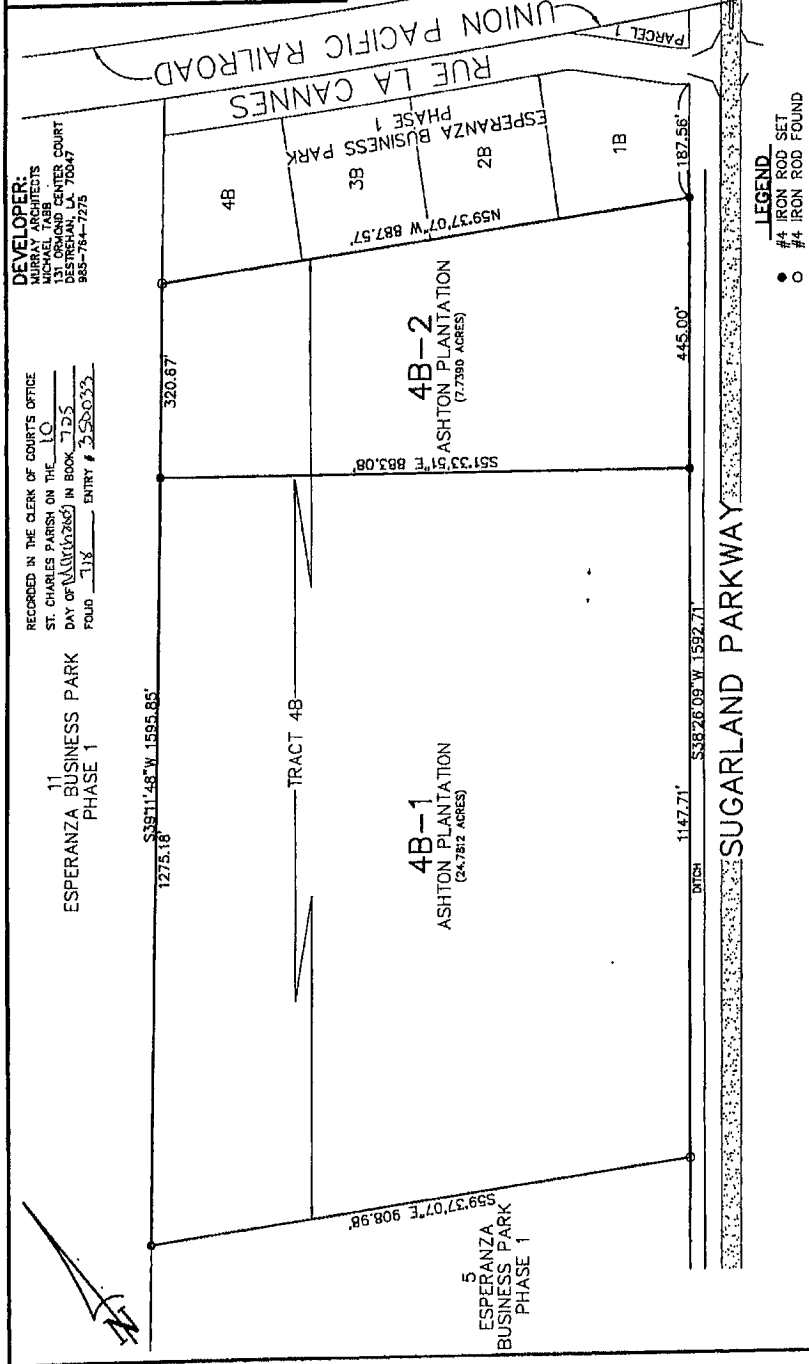 DEVELOPER:
MURRAY ARCHITECTS
MICHAEL TABB
131 ORMOND CENTER COURT
DESTREHAN, LA. 70047
985-764-7275
RECORDED IN THE CLERK OF COURTS OFFICE
ST. CHARLES PARISH ON THE 10
DAY OF IN BOOK 725
FOLIO 718 ENTRY # 350033
11
ESPERANZA BUSINESS PARK
PHASE 1
UNION PACIFIC RAILROAD
RUE LA CANNES
PARCEL 1
ESPERANZA BUSINESS PARK
PHASE 1
4B
3B
2B
1B
N59°37'07"W 887.57'
187.56'
320.67'
S39°11'48"W 1595.85'
1275.18'
TRACT 4B
4B-2
ASHTON PLANTATION
(7.7390 ACRES)
S51°33'51"E 883.08'
4B-1
ASHTON PLANTATION
(24.7812 ACRES)
445.00'
1147.71'
S38°26'09"W 1592.71'
DITCH
SUGARLAND PARKWAY
S59°37'07"E 908.98'
5
ESPERANZA
BUSINESS PARK
PHASE 1
N
LEGEND
#4 IRON ROD SET
#4 IRON ROD FOUND